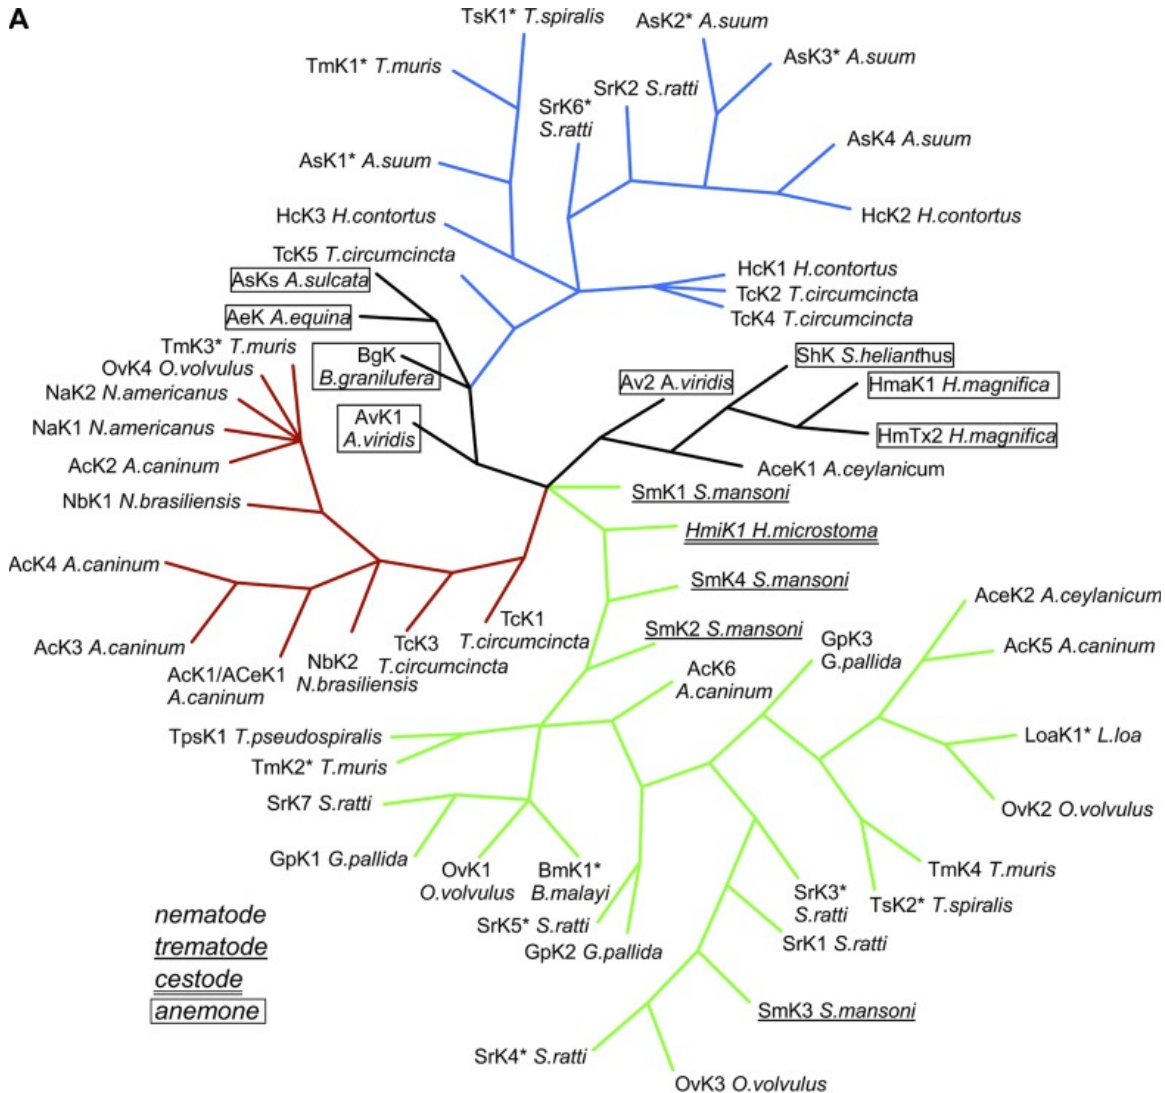 A
TsK1* T.spiralis
AsK2* A.suum
AsK3* A.suum
TmK1* T.muris
SrK2 S.ratti
SrK6*
S.ratti
AsK4 A.suum
AsK1* A.suum
HcK3 H.contortus
HcK2 H.contortus
TcK5 T.circumcincta
HcK1 H.contortus
AsKs A.sulcata
TcK2 T.circumcincta
TcK4 T.circumcincta
AeK A.equina
TmK3* T.muris
OvK4 O.volvulus
BgK
B.granilufera
ShK S.helianthus
Av2 A.viridis
HmaK1 H.magnifica
NaK2 N.americanus
AvK1
A.viridis
NaK1 N.americanus
HmTx2 H.magnifica
AcK2 A.caninum
AceK1 A.ceylanicum
NbK1 N.brasiliensis
SmK1 S.mansoni
HmiK1 H.microstoma
AcK4 A.caninum
SmK4 S.mansoni
AceK2 A.ceylanicum
TcK1
T.circumcincta
SmK2 S.mansoni
GpK3
G.pallida
AcK3 A.caninum
TcK3
T.circumcincta
AcK5 A.caninum
NbK2
N.brasiliensis
AcK1/ACeK1
A.caninum
AcK6
A.caninum
TpsK1 T.pseudospiralis
LoaK1* L.loa
TmK2* T.muris
SrK7 S.ratti
OvK2 O.volvulus
GpK1 G.pallida
OvK1
O.volvulus
BmK1*
B.malayi
TmK4 T.muris
SrK3*
S.ratti
TsK2* T.spiralis
SrK5* S.ratti
GpK2 G.pallida
SrK1 S.ratti
nematode
trematode
cestode
anemone
SmK3 S.mansoni
SrK4* S.ratti
OvK3 O.volvulus